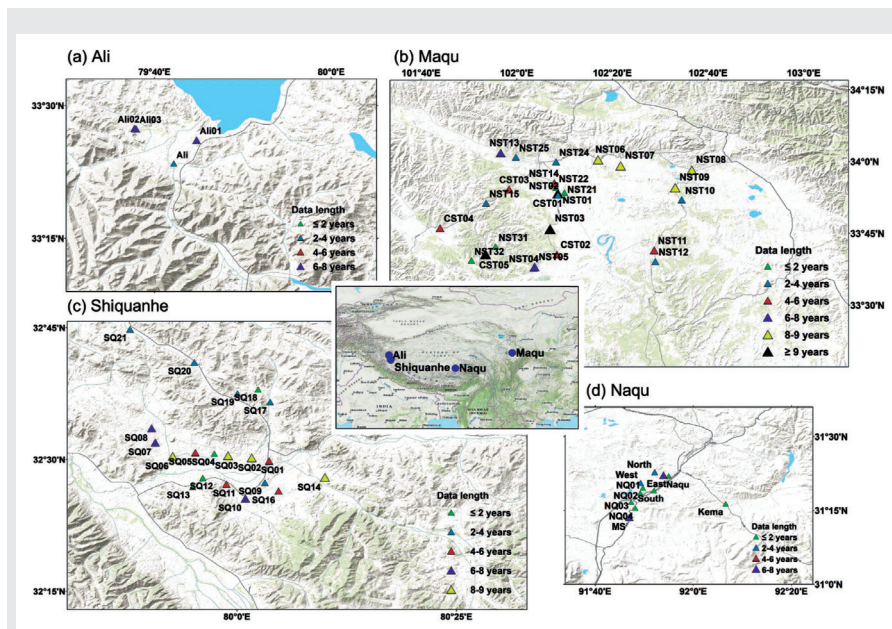 (a) Ali
79°40'E 80°0'E
33°30'N
33°15'N
Ali02Ali03
Ali01
Ali
Data length
≤ 2 years
2-4 years
4-6 years
6-8 years
(b) Maqu
101°40'E 102°0'E 102°20'E 102°40'E 103°0'E
34°15'N
34°0'N
33°45'N
33°30'N
NST13
NST25
NST24
NST06
NST07
NST08
NST09
NST10
CST03
NST14
NST22
NST02
NST21
NST15
CST01
NST01
CST04
NST03
NST31
CST02
NST32
NST04
NST05
CST05
NST11
NST12
Data length
≤ 2 years
2-4 years
4-6 years
6-8 years
8-9 years
≥ 9 years
(c) Shiquanhe
32°45'N
32°30'N
32°15'N
80°0'E 80°25'E
SQ21
SQ20
SQ19
SQ18
SQ17
SQ08
SQ07
SQ06
SQ05
SQ04
SQ03
SQ02
SQ01
SQ14
SQ13
SQ12
SQ11
SQ10
SQ09
SQ16
Data length
≤ 2 years
2-4 years
4-6 years
6-8 years
8-9 years
Ali
Shiquanhe
Naqu
Maqu
INDIA
(d) Naqu
31°30'N
31°15'N
31°0'N
91°40'E 92°0'E 92°20'E
North
West
East
Naqu
NQ01
NQ02
South
NQ03
NQ04
MS
Kema
Data length
≤ 2 years
2-4 years
4-6 years
6-8 years